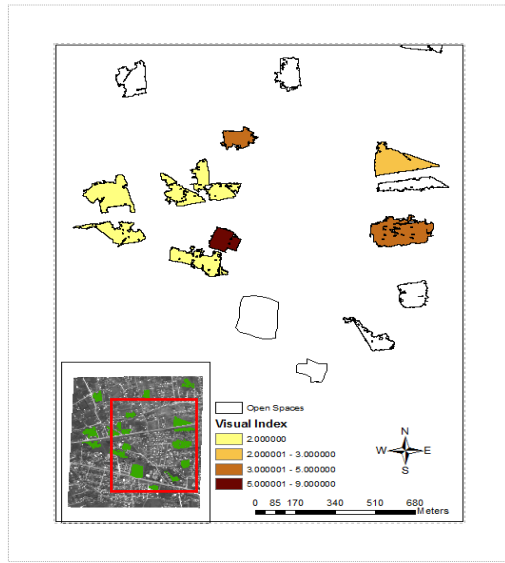 Open Spaces
Visual Index
2.000000
2.000001 - 3.000000
3.000001 - 5.000000
5.000001 - 9.000000
N
W E
S
0 85 170 340 510 680
Meters